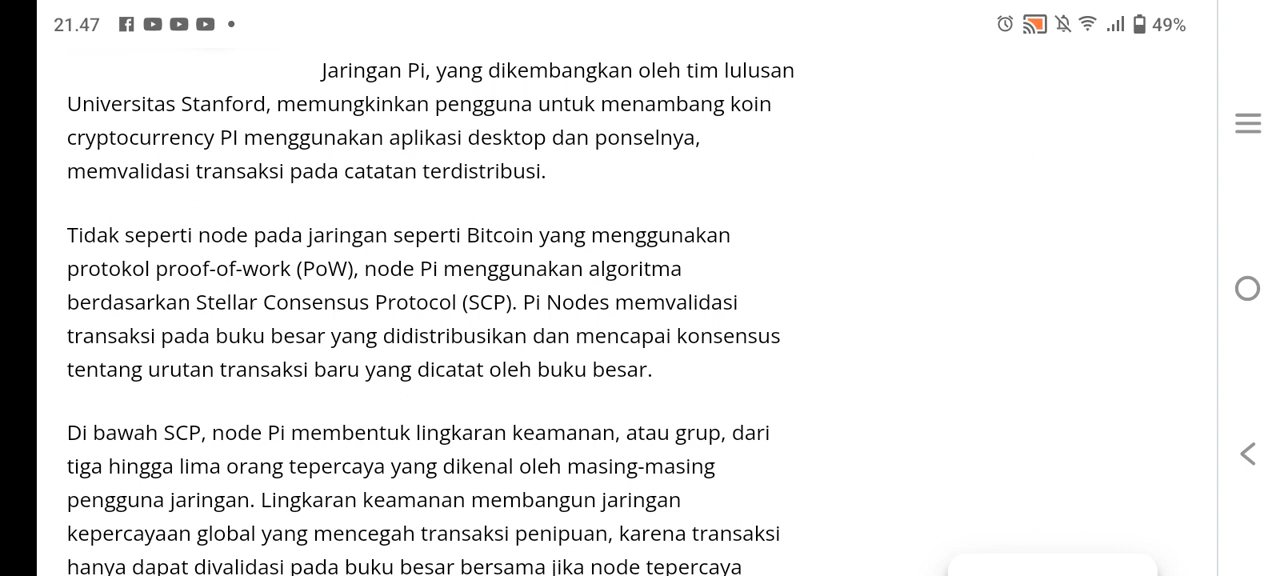 21.47
49%
Jaringan Pi, yang dikembangkan oleh tim lulusan
Universitas Stanford, memungkinkan pengguna untuk menambang koin
cryptocurrency PI menggunakan aplikasi desktop dan ponselnya,
memvalidasi transaksi pada catatan terdistribusi.
Tidak seperti node pada jaringan seperti Bitcoin yang menggunakan
protokol proof-of-work (PoW), node Pi menggunakan algoritma
berdasarkan Stellar Consensus Protocol (SCP). Pi Nodes memvalidasi
transaksi pada buku besar yang didistribusikan dan mencapai konsensus
tentang urutan transaksi baru yang dicatat oleh buku besar.
Di bawah SCP, node Pi membentuk lingkaran keamanan, atau grup, dari
tiga hingga lima orang tepercaya yang dikenal oleh masing-masing
pengguna jaringan. Lingkaran keamanan membangun jaringan
kepercayaan global yang mencegah transaksi penipuan, karena transaksi
hanya dapat divalidasi pada buku besar bersama jika node tepercaya